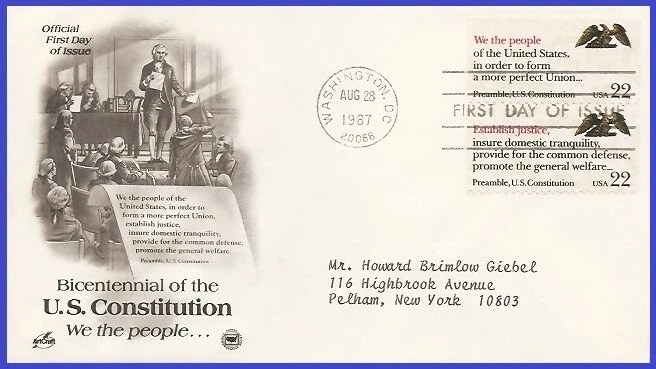 Official
First Day
of Issue
We the people of the
United States, in order to
form a more perfect Union,
establish justice,
insure domestic tranquility,
provide for the common defense,
promote the general welfare.
Preamble, U.S. Constitution
Bicentennial of the
U.S. Constitution
We the people...
ArtCraft
WASHINGTON, DC
AUG 28
1987
20066
We the people
of the United States,
in order to form
a more perfect Union...
Preamble, U.S. Constitution USA 22
FIRST DAY OF ISSUE
Establish justice,
insure domestic tranquility,
provide for the common defense,
promote the general welfare...
Preamble, U.S. Constitution USA 22
Mr. Howard Brimlow Giebel
116 Highbrook Avenue
Pelham, New York 10803